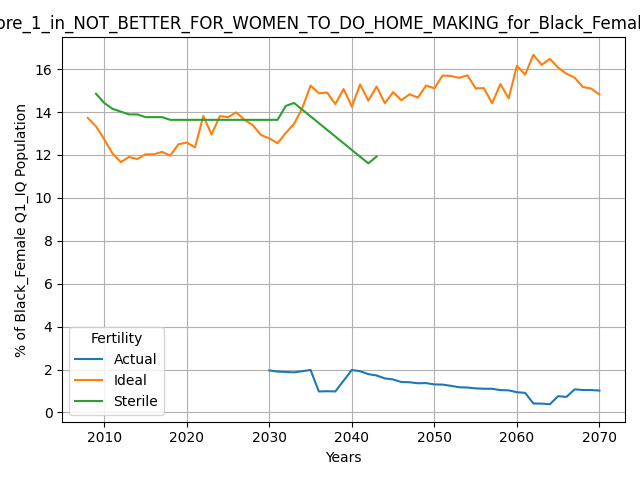 ore_1_in_NOT_BETTER_FOR_WOMEN_TO_DO_HOME_MAKING_for_Black_Femal
% of Black_Female Q1_IQ Population
16
14
12
10
8
6
4
2
0
Fertility
Actual
Ideal
Sterile
2010 2020 2030 2040 2050 2060 2070
Years